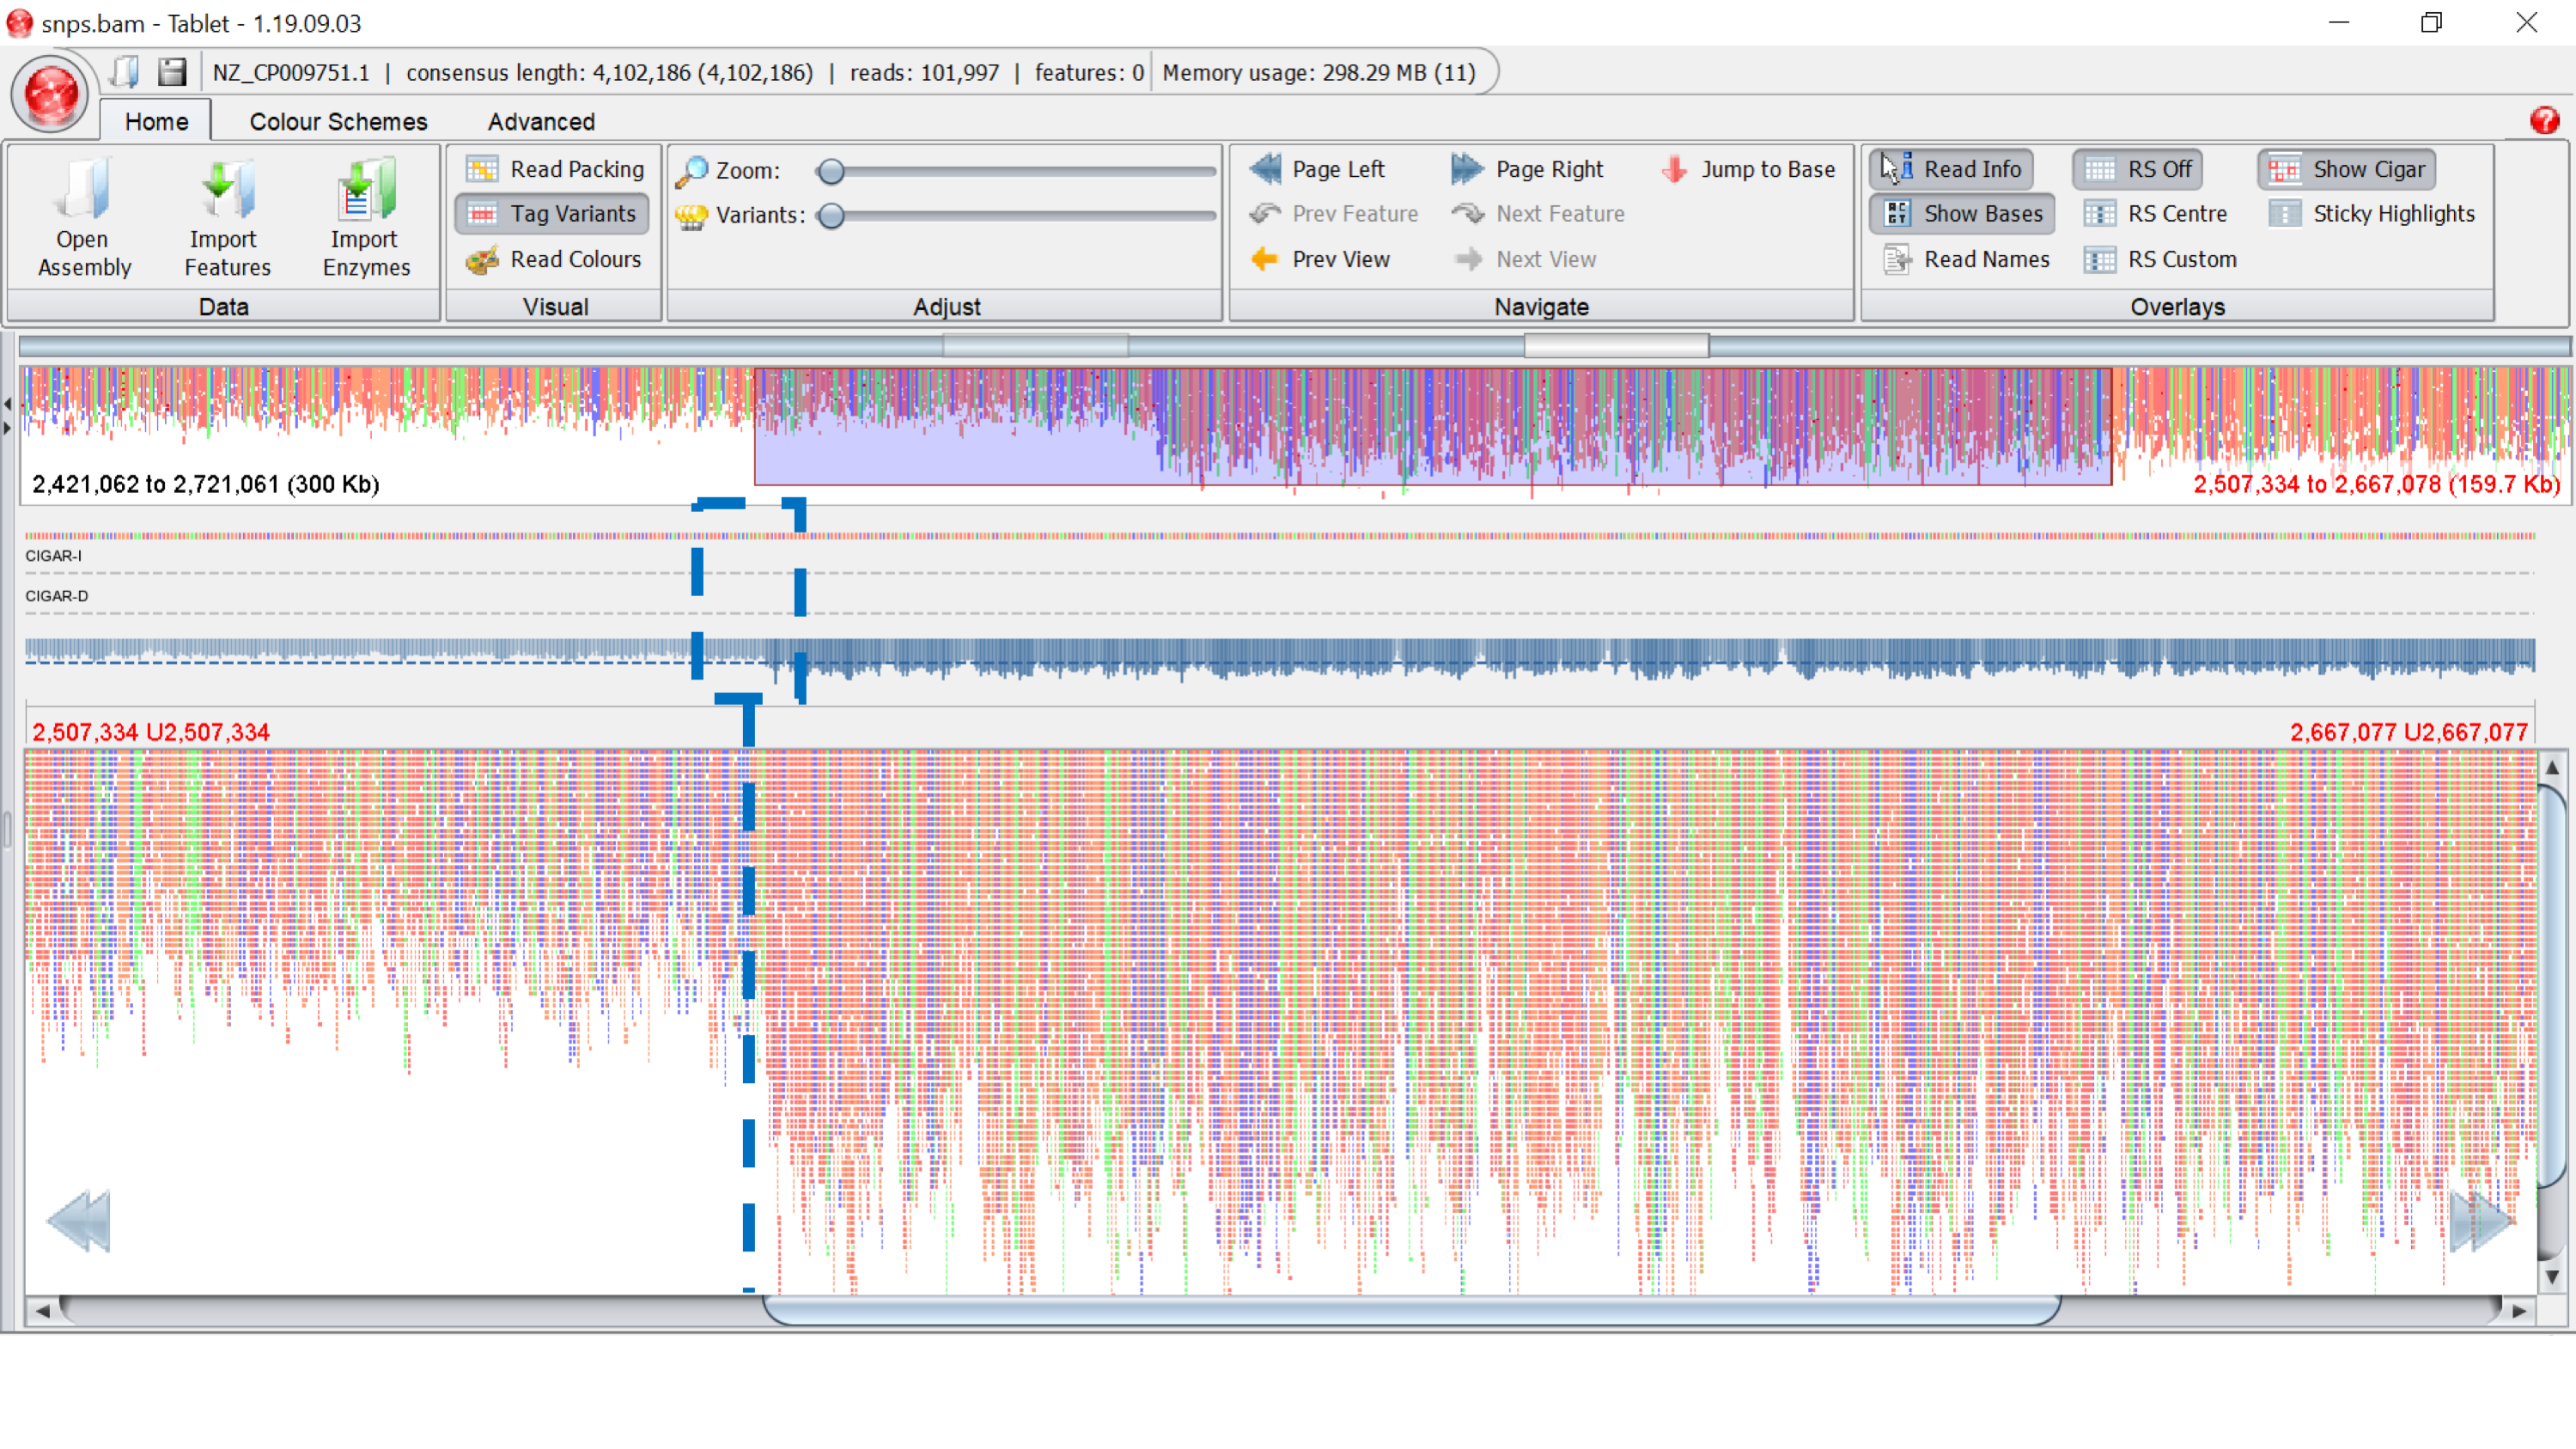 snps.bam - Tablet - 1.19.09.03
NZ_CP009751.1 | consensus length: 4,102,186 (4,102,186) | reads: 101,997 | features: 0 Memory usage: 298.29 MB (11)
Home Colour Schemes Advanced
Open Assembly
Import Features
Import Enzymes
Data
Read Packing
Tag Variants
Read Colours
Visual
Zoom:
Variants:
Adjust
Page Left Page Right Jump to Base
Prev Feature Next Feature
Prev View Next View
Navigate
Read Info RS Off Show Cigar
Show Bases RS Centre Sticky Highlights
Read Names RS Custom
Overlays
2,421,062 to 2,721,061 (300 Kb) 2,507,334 to 2,667,078 (159.7 Kb)
CIGAR-I
CIGAR-D
2,507,334 U2,507,334 2,667,077 U2,667,077